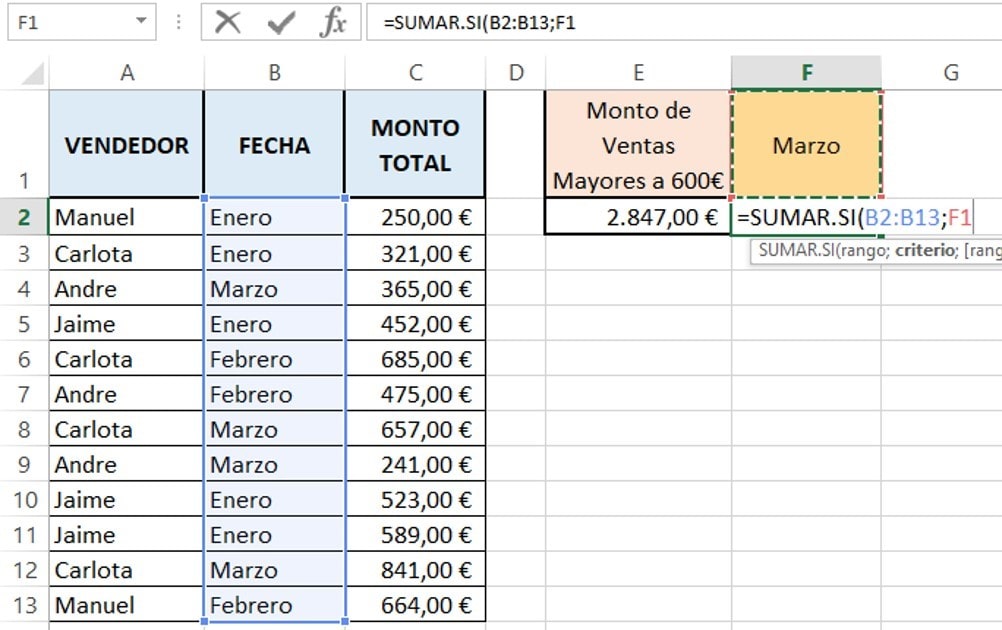 F1 =SUMAR.SI(B2:B13;F1
A B C D E F G
1 VENDEDOR FECHA MONTO TOTAL Monto de Ventas Mayores a 600€ Marzo
2 Manuel Enero 250,00 € 2.847,00 € =SUMAR.SI(B2:B13;F1
SUMAR.SI(rango; criterio; [rang
3 Carlota Enero 321,00 €
4 Andre Marzo 365,00 €
5 Jaime Enero 452,00 €
6 Carlota Febrero 685,00 €
7 Andre Febrero 475,00 €
8 Carlota Marzo 657,00 €
9 Andre Marzo 241,00 €
10 Jaime Enero 523,00 €
11 Jaime Enero 589,00 €
12 Carlota Marzo 841,00 €
13 Manuel Febrero 664,00 €